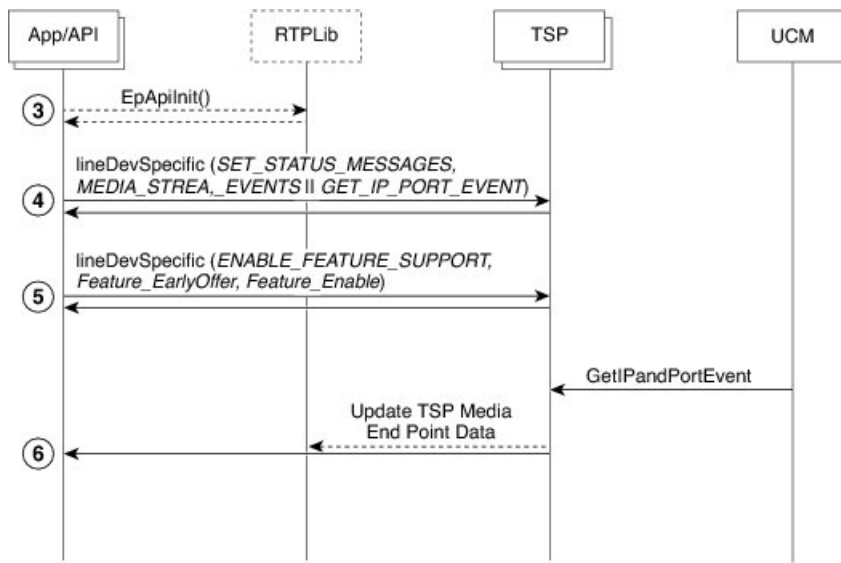 App/API
RTPLib
TSP
UCM
EpApiInit()
3
lineDevSpecific (SET_STATUS_MESSAGES,
MEDIA_STREA,_EVENTS || GET_IP_PORT_EVENT)
4
lineDevSpecific (ENABLE_FEATURE_SUPPORT,
Feature_EarlyOffer, Feature_Enable)
5
GetIPandPortEvent
Update TSP Media
End Point Data
6